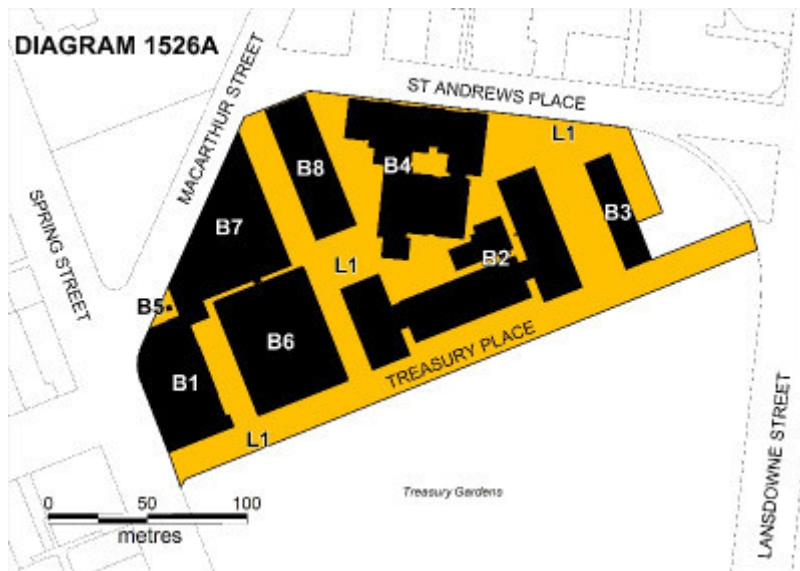 DIAGRAM 1526A
MACARTHUR STREET
ST ANDREWS PLACE
L1
B8
B4
B7
B3
SPRING STREET
L1
B2
B5
B6
B1
TREASURY PLACE
L1
LANSDOWNE STREET
Treasury Gardens
0 50 100
metres